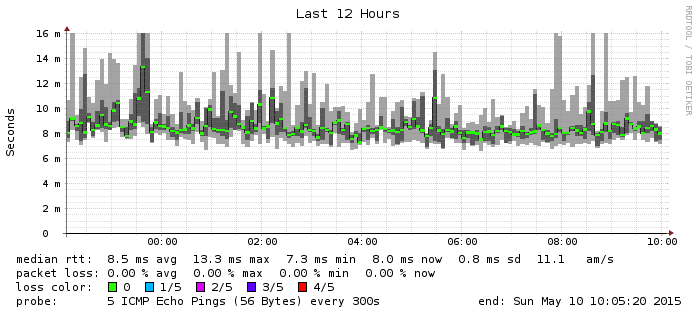 Last 12 Hours
RRDTOOL / TOBI OETIKER
Seconds
16 m
14 m
12 m
10 m
8 m
6 m
4 m
2 m
0
00:00 02:00 04:00 06:00 08:00 10:00
median rtt: 8.5 ms avg 13.3 ms max 7.3 ms min 8.0 ms now 0.8 ms sd 11.1 am/s
packet loss: 0.00 % avg 0.00 % max 0.00 % min 0.00 % now
loss color: 0 1/5 2/5 3/5 4/5
probe: 5 ICMP Echo Pings (56 Bytes) every 300s end: Sun May 10 10:05:20 2015